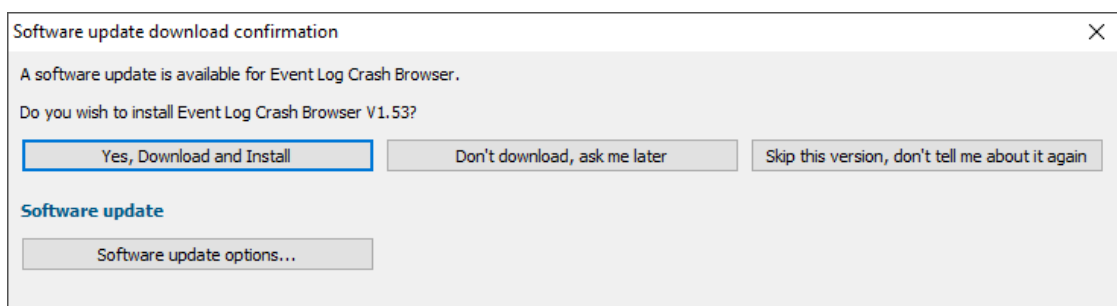 Software update download confirmation
A software update is available for Event Log Crash Browser.
Do you wish to install Event Log Crash Browser V1.53?
Yes, Download and Install
Don't download, ask me later
Skip this version, don't tell me about it again
Software update
Software update options...